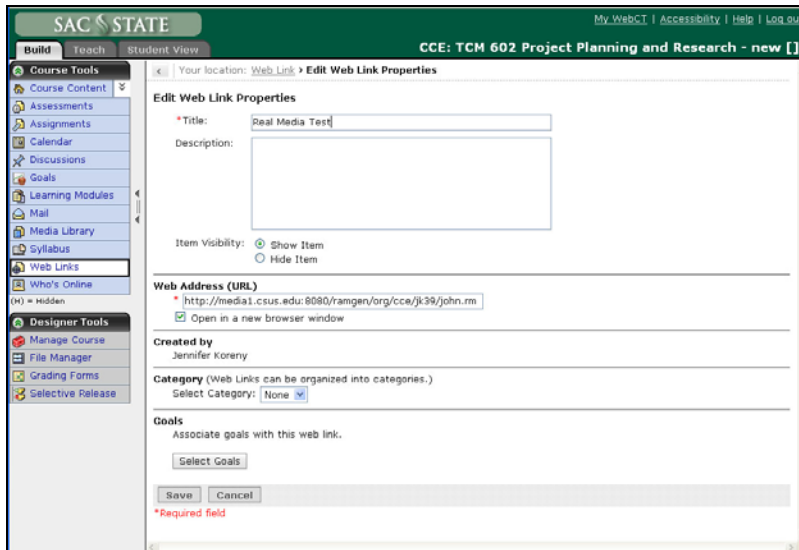 SAC STATE
My WebCT | Accessibility | Help | Log ou
Build Teach Student View
CCE: TCM 602 Project Planning and Research - new []
Course Tools
Course Content
Assessments
Assignments
Calendar
Discussions
Goals
Learning Modules
Mail
Media Library
Syllabus
Web Links
Who's Online
(H) = Hidden
Designer Tools
Manage Course
File Manager
Grading Forms
Selective Release
Your location: Web Link › Edit Web Link Properties
Edit Web Link Properties
*Title: Real Media Test
Description:
Item Visibility: Show Item
Hide Item
Web Address (URL)
* http://media1.csus.edu:8080/ramgen/org/cce/jk39/john.rm
Open in a new browser window
Created by
Jennifer Koreny
Category (Web Links can be organized into categories.)
Select Category: None
Goals
Associate goals with this web link.
Select Goals
Save Cancel
*Required field